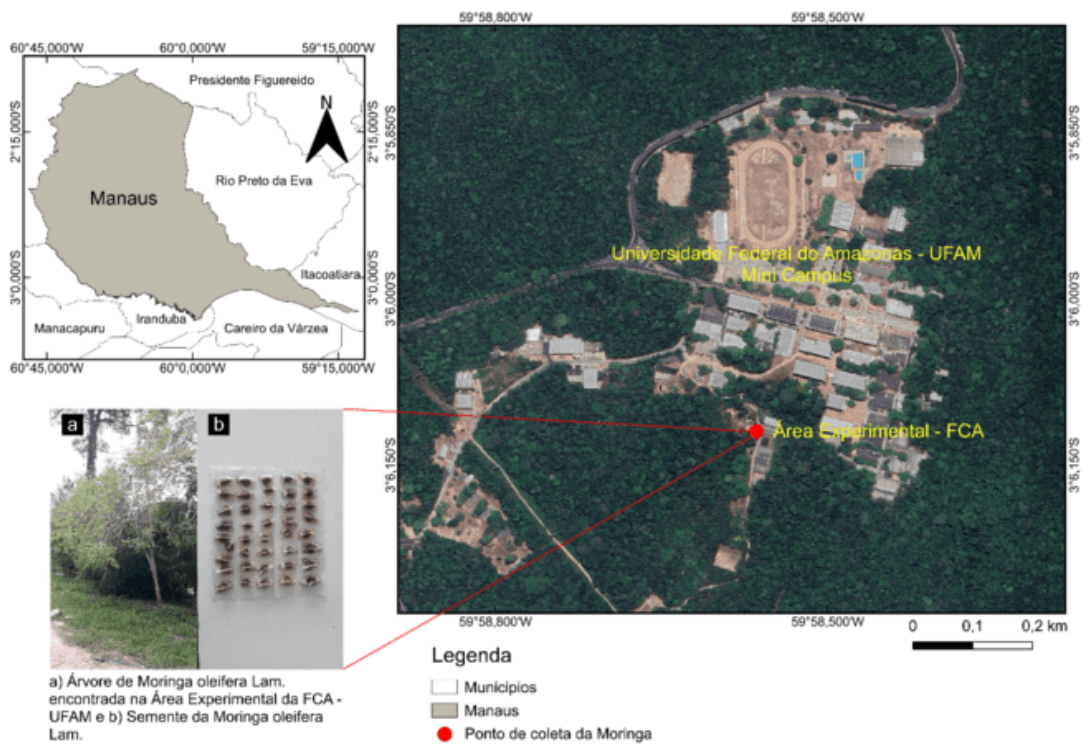 59°58,800'W
59°58,500'W
60°45,000'W
60°0,000'W
59°15,000'W
Presidente Figuereido
N
2°15,000'S
2°15,000'S
3°5,850'S
3°5,850'S
Manaus
Rio Preto da Eva
Universidade Federal do Amazonas - UFAM
Mini Campus
Itacoatiara
3°0,000'S
3°0,000'S
3°6,000'S
3°6,000'S
Manacapuru
Iranduba
Careiro da Várzea
60°45,000'W
60°0,000'W
59°15,000'W
a
b
Área Experimental - FCA
3°6,150'S
3°6,150'S
59°58,800'W
59°58,500'W
0
0,1
0,2 km
Legenda
Municipios
Manaus
Ponto de coleta da Moringa
a) Árvore de Moringa oleifera Lam.
encontrada na Área Experimental da FCA -
UFAM e b) Semente da Moringa oleifera
Lam.